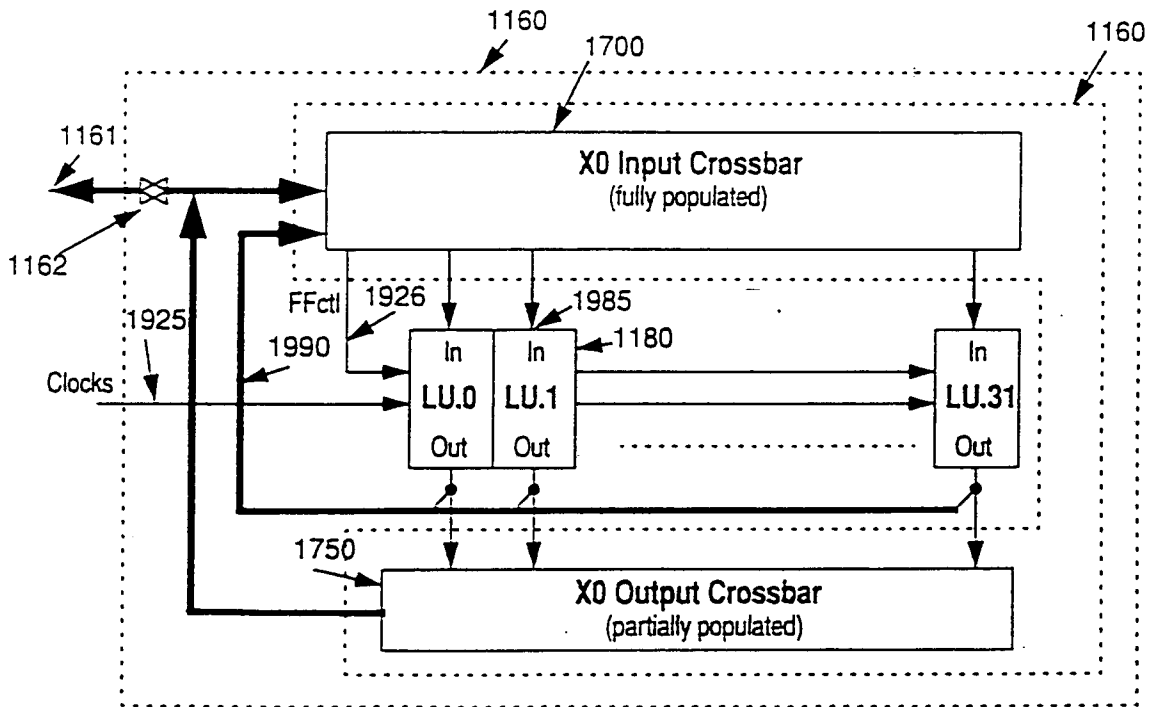 1160
1700
1160
1161
X0 Input Crossbar
(fully populated)
1162
FFctl
1926
1985
1925
1990
1180
In
In
In
Clocks
LU.0
LU.1
LU.31
Out
Out
Out
1750
X0 Output Crossbar
(partially populated)